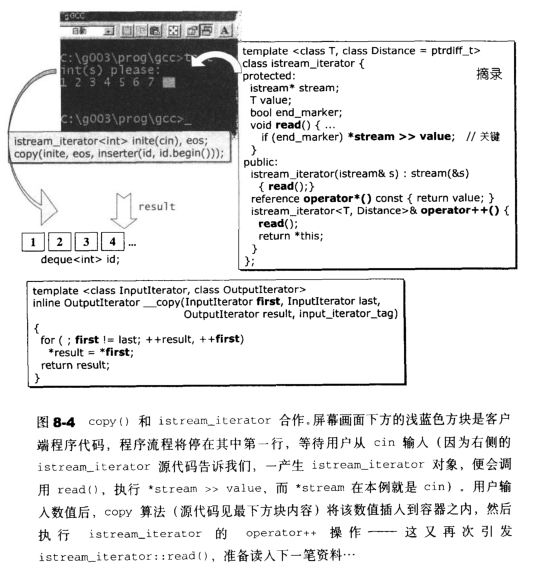 C:\g003\prog\gcc>t
int(s) please:
1 2 3 4 5 6 7
C:\g003\prog\gcc>_
istream_iterator<int> inite(cin), eos;
copy(inite, eos, inserter(id, id.begin()));
result
1 2 3 4 ...
deque<int> id;
template <class T, class Distance = ptrdiff_t>
class istream_iterator {
摘录
protected:
istream* stream;
T value;
bool end_marker;
void read() { ...
if (end_marker) *stream >> value; // 关键
}
public:
istream_iterator(istream& s) : stream(&s)
{ read();}
reference operator*() const { return value; }
istream_iterator<T, Distance>& operator++() {
read();
return *this;
}
};
template <class InputIterator, class OutputIterator>
inline OutputIterator __copy(InputIterator first, InputIterator last,
OutputIterator result, input_iterator_tag)
{
for ( ; first != last; ++result, ++first)
*result = *first;
return result;
}
图 8-4 copy() 和 istream_iterator 合作。屏幕画面下方的浅蓝色方块是客户
端程序代码，程序流程将停在其中第一行，等待用户从 cin 输入（因为右侧的
istream_iterator 源代码告诉我们，一产生 istream_iterator 对象，便会调
用 read()，执行 *stream >> value，而 *stream 在本例就是 cin）。用户输
入数值后，copy 算法（源代码见最下方块内容）将该数值插入到容器之内，然后
执行 istream_iterator 的 operator++ 操作——这又再次引发
istream_iterator::read()，准备读入下一笔资料…